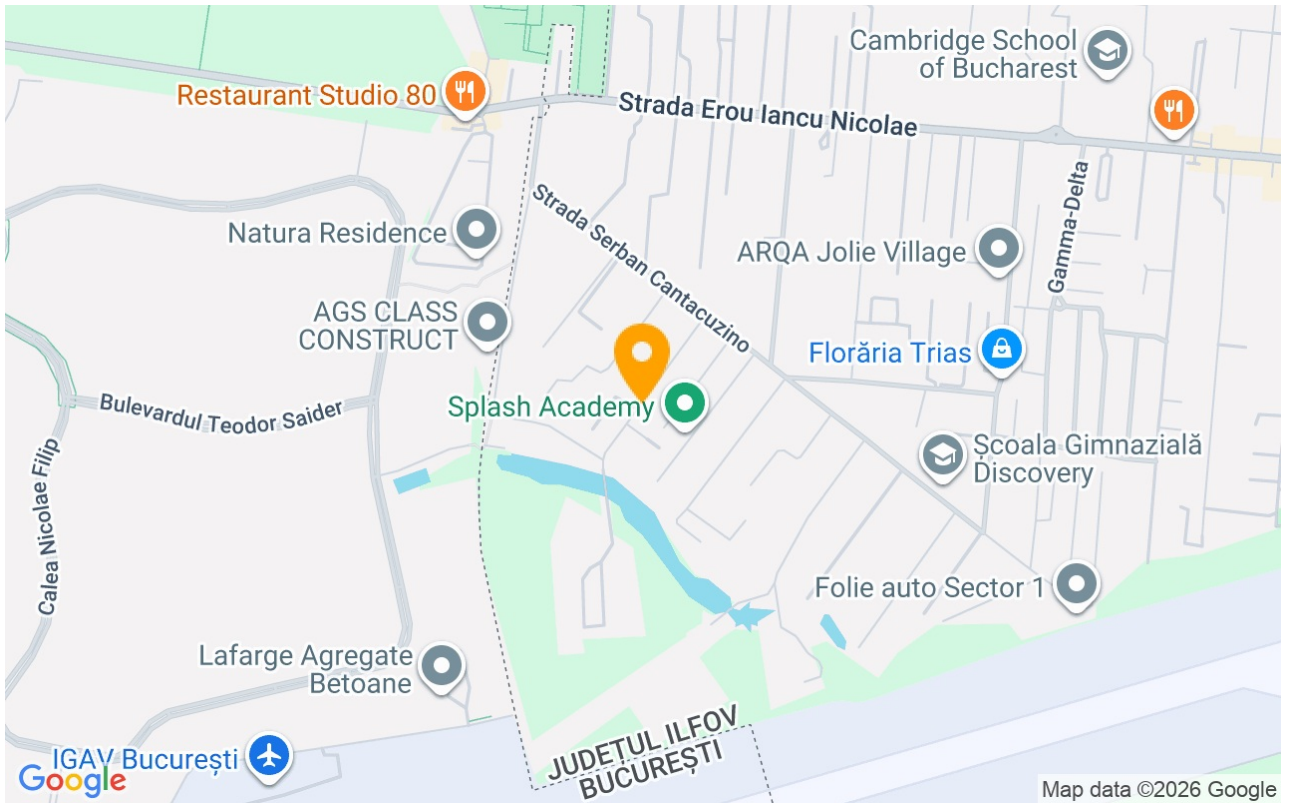 Cambridge School
of Bucharest
Restaurant Studio 80
Strada Erou Iancu Nicolae
Gamma-Delta
Strada Serban Cantacuzino
Natura Residence
ARQA Jolie Village
AGS CLASS
CONSTRUCT
Florăria Trias
Bulevardul Teodor Saider
Splash Academy
Școala Gimnazială
Discovery
Calea Nicolae Filip
Folie auto Sector 1
Lafarge Agregate
Betoane
JUDEȚUL ILFOV
BUCUREȘTI
IGAV București
Google
Map data ©2026 Google